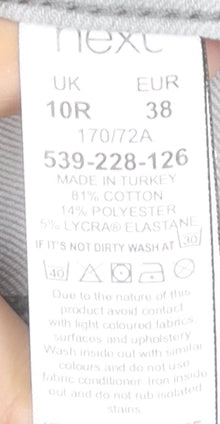 next
UK EUR
10R 38
170/72A
539-228-126
MADE IN TURKEY
81% COTTON
14% POLYESTER
5% LYCRA® ELASTANE
IF IT'S NOT DIRTY WASH AT 30
40
Due to the nature of this
product avoid contact
with light coloured fabrics,
surfaces and upholstery
Wash inside out with similar
colours and do not use
fabric conditioner. Iron inside
out and do not rub isolated
stains